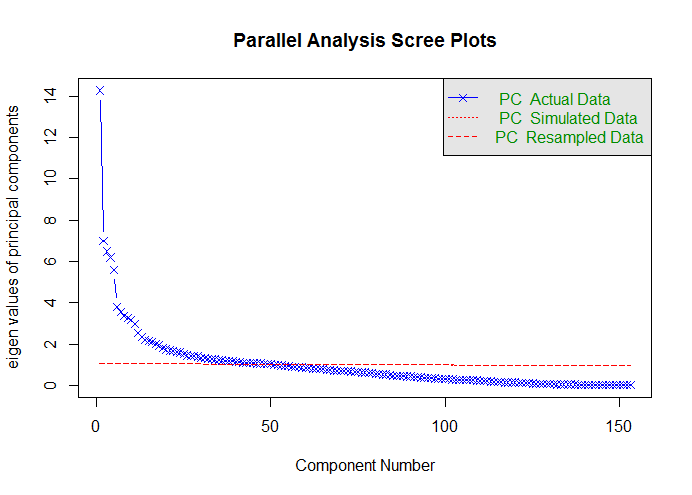 Parallel Analysis Scree Plots
eigen values of principal components
14
12
10
8
6
4
2
0
PC Actual Data
PC Simulated Data
PC Resampled Data
0 50 100 150
Component Number